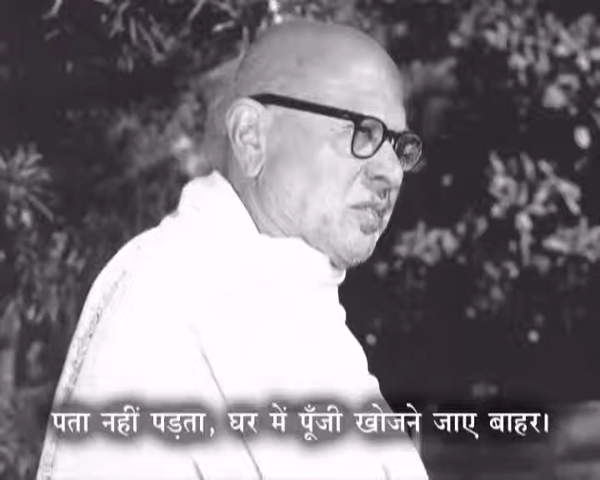 पता नहीं पड़ता, घर में पूँजी खोजने जाए बाहर।